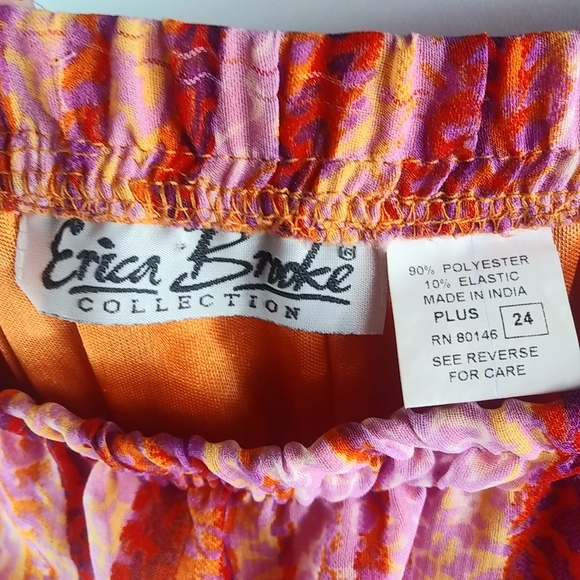 Erica Brooke®
COLLECTION
90% POLYESTER
10% ELASTIC
MADE IN INDIA
PLUS 24
RN 80146
SEE REVERSE
FOR CARE